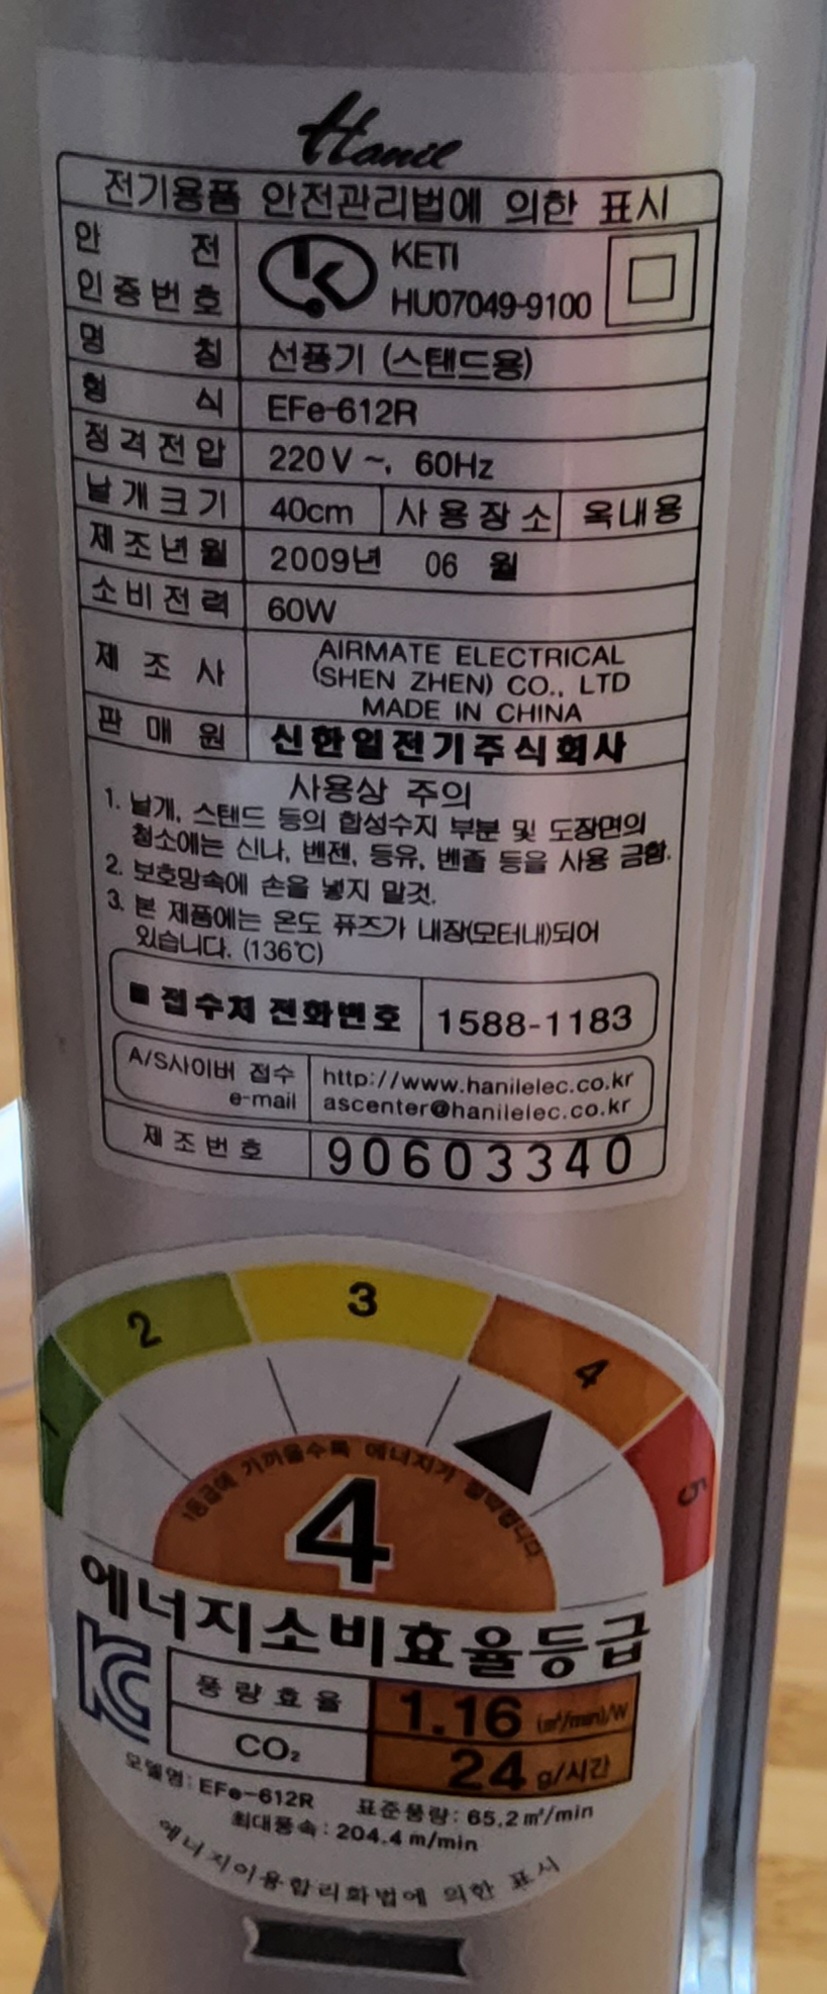 Hanil
전기용품 안전관리법에 의한 표시
안 전 인증번호 KETI HU07049-9100
명 칭 선풍기 (스탠드용)
형 식 EFe-612R
정격전압 220V ~, 60Hz
날개크기 40cm 사용장소 옥내용
제조년월 2009년 06 월
소비전력 60W
제 조 사 AIRMATE ELECTRICAL
(SHEN ZHEN) CO., LTD
MADE IN CHINA
판 매 원 신한일전기주식회사
사용상 주의
1. 날개, 스탠드 등의 합성수지 부분 및 도장면의
청소에는 신나, 벤젠, 등유, 벤졸 등을 사용 금함.
2. 보호망속에 손을 넣지 말것.
3. 본 제품에는 온도 퓨즈가 내장(모터내)되어
있습니다. (136℃)
■ 접수처 전화번호 1588-1183
A/S사이버 접수 http://www.hanilelec.co.kr
e-mail ascenter@hanilelec.co.kr
제조번호 90603340
1 2 3 4 5
1등급에 가까울수록 에너지가 절약됩니다
4
에너지소비효율등급
풍량효율 1.16 (㎥/min)/W
CO₂ 24 g/시간
모델명: EFe-612R 표준풍량: 65.2㎥/min
최대풍속: 204.4 m/min
에너지이용합리화법에 의한 표시